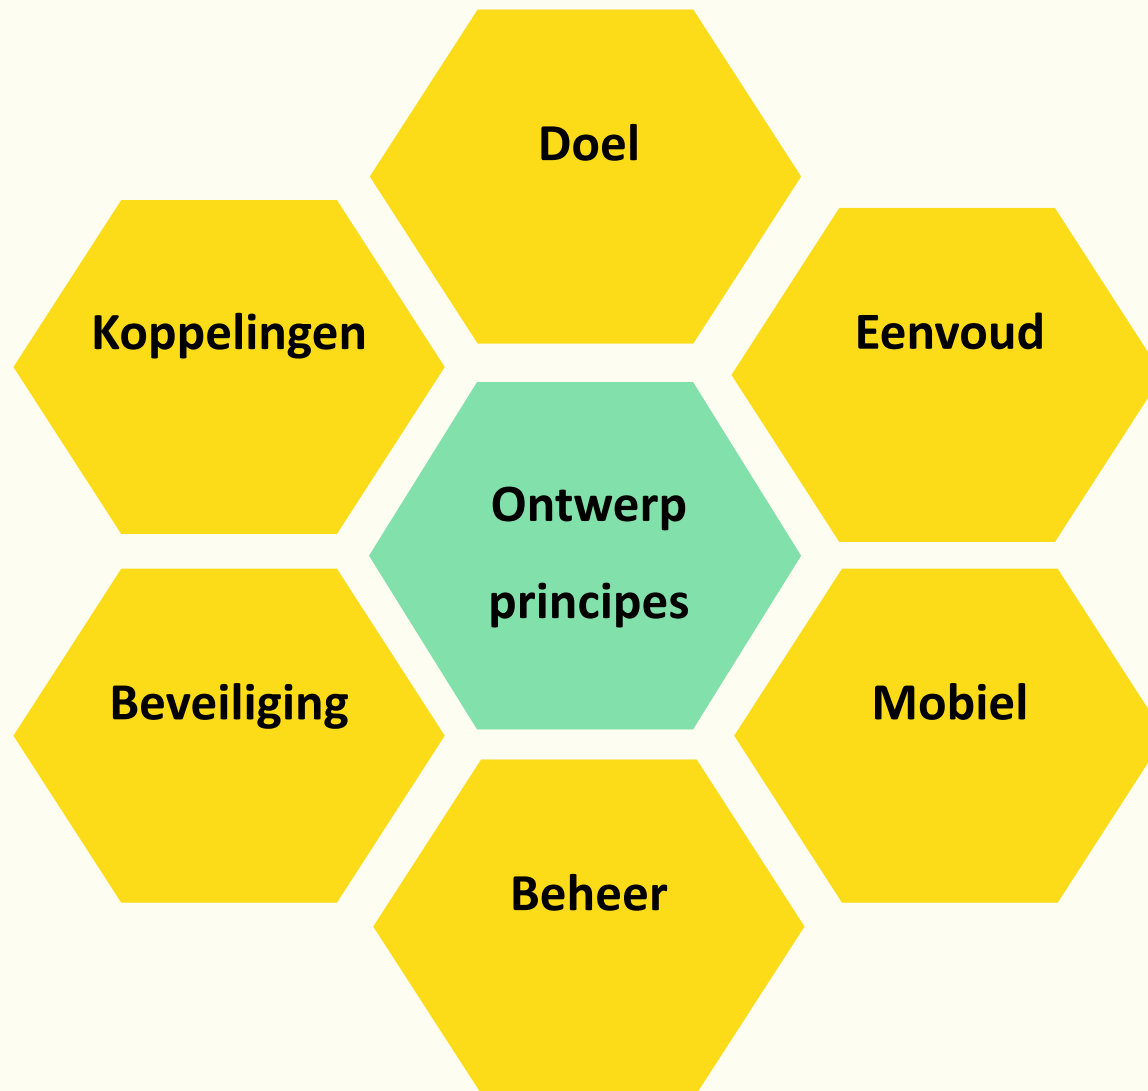 Doel
Koppelingen
Eenvoud
Ontwerp
principes
Beveiliging
Mobiel
Beheer